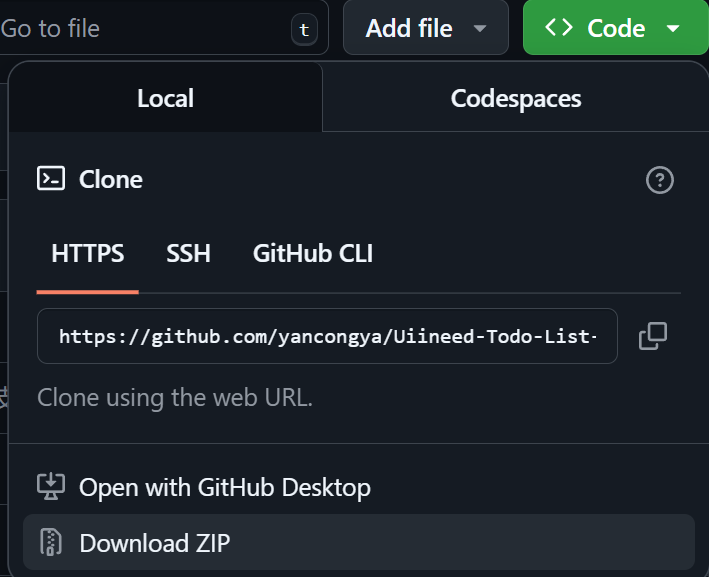 Go to file
t
Add file
Code
Local
Codespaces
Clone
HTTPS
SSH
GitHub CLI
https://github.com/yancongya/Uiineed-Todo-List-
Clone using the web URL.
Open with GitHub Desktop
Download ZIP